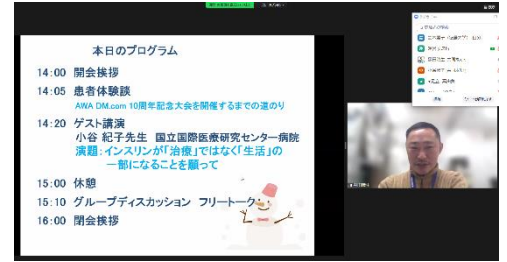 本日のプログラム
14:00 開会挨拶
14:05 患者体験談
AWA DM.com 10周年記念大会を開催するまでの道のり
14:20 ゲスト講演
小谷 紀子先生 国立国際医療研究センター病院
演題:インスリンが「治療」ではなく「生活」の
一部になることを願って
15:00 休憩
15:10 グループディスカッション フリートーク
16:00 閉会挨拶